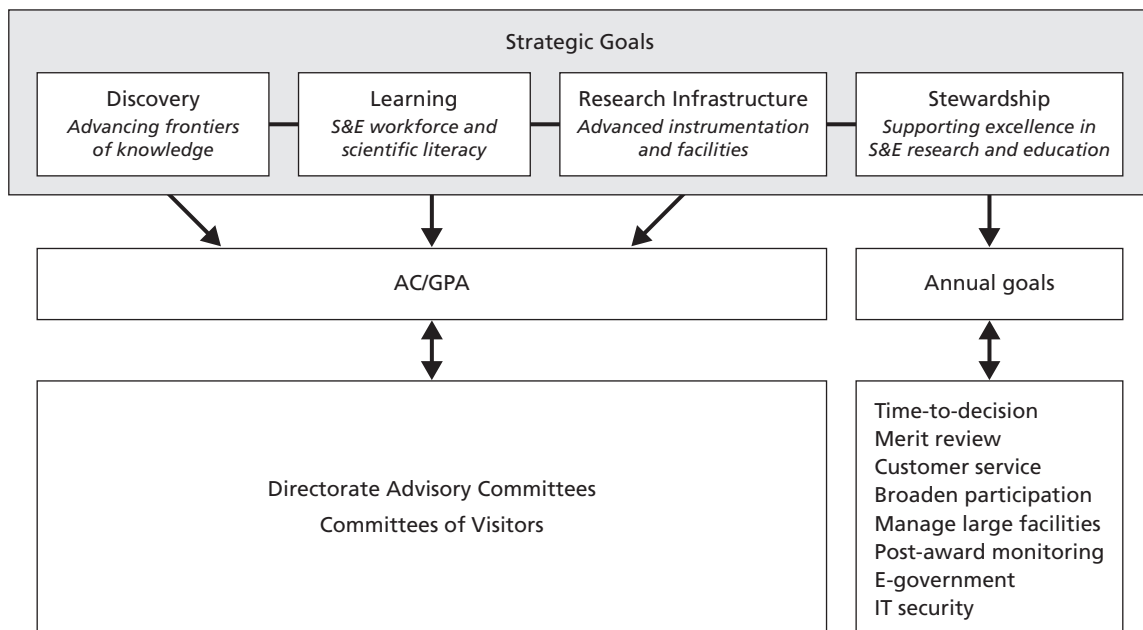 Strategic Goals
Discovery
Advancing frontiers
of knowledge
Learning
S&E workforce and
scientific literacy
Research Infrastructure
Advanced instrumentation
and facilities
Stewardship
Supporting excellence in
S&E research and education
AC/GPA
Annual goals
Directorate Advisory Committees
Committees of Visitors
Time-to-decision
Merit review
Customer service
Broaden participation
Manage large facilities
Post-award monitoring
E-government
IT security